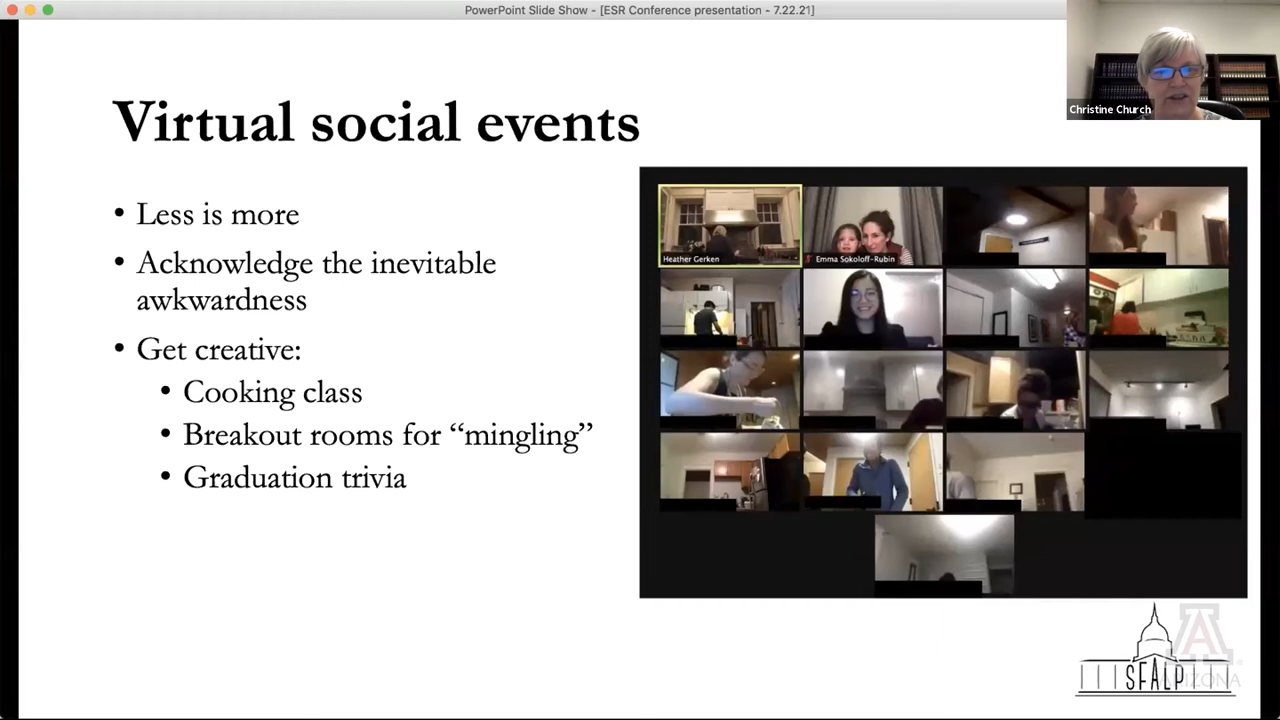 PowerPoint Slide Show - [ESR Conference presentation - 7.22.21]
Christine Church
Virtual social events
• Less is more
• Acknowledge the inevitable
awkwardness
• Get creative:
• Cooking class
• Breakout rooms for “mingling”
• Graduation trivia
Heather Gerken
Emma Sokoloff-Rubin
SFALP
A
ARIZONA